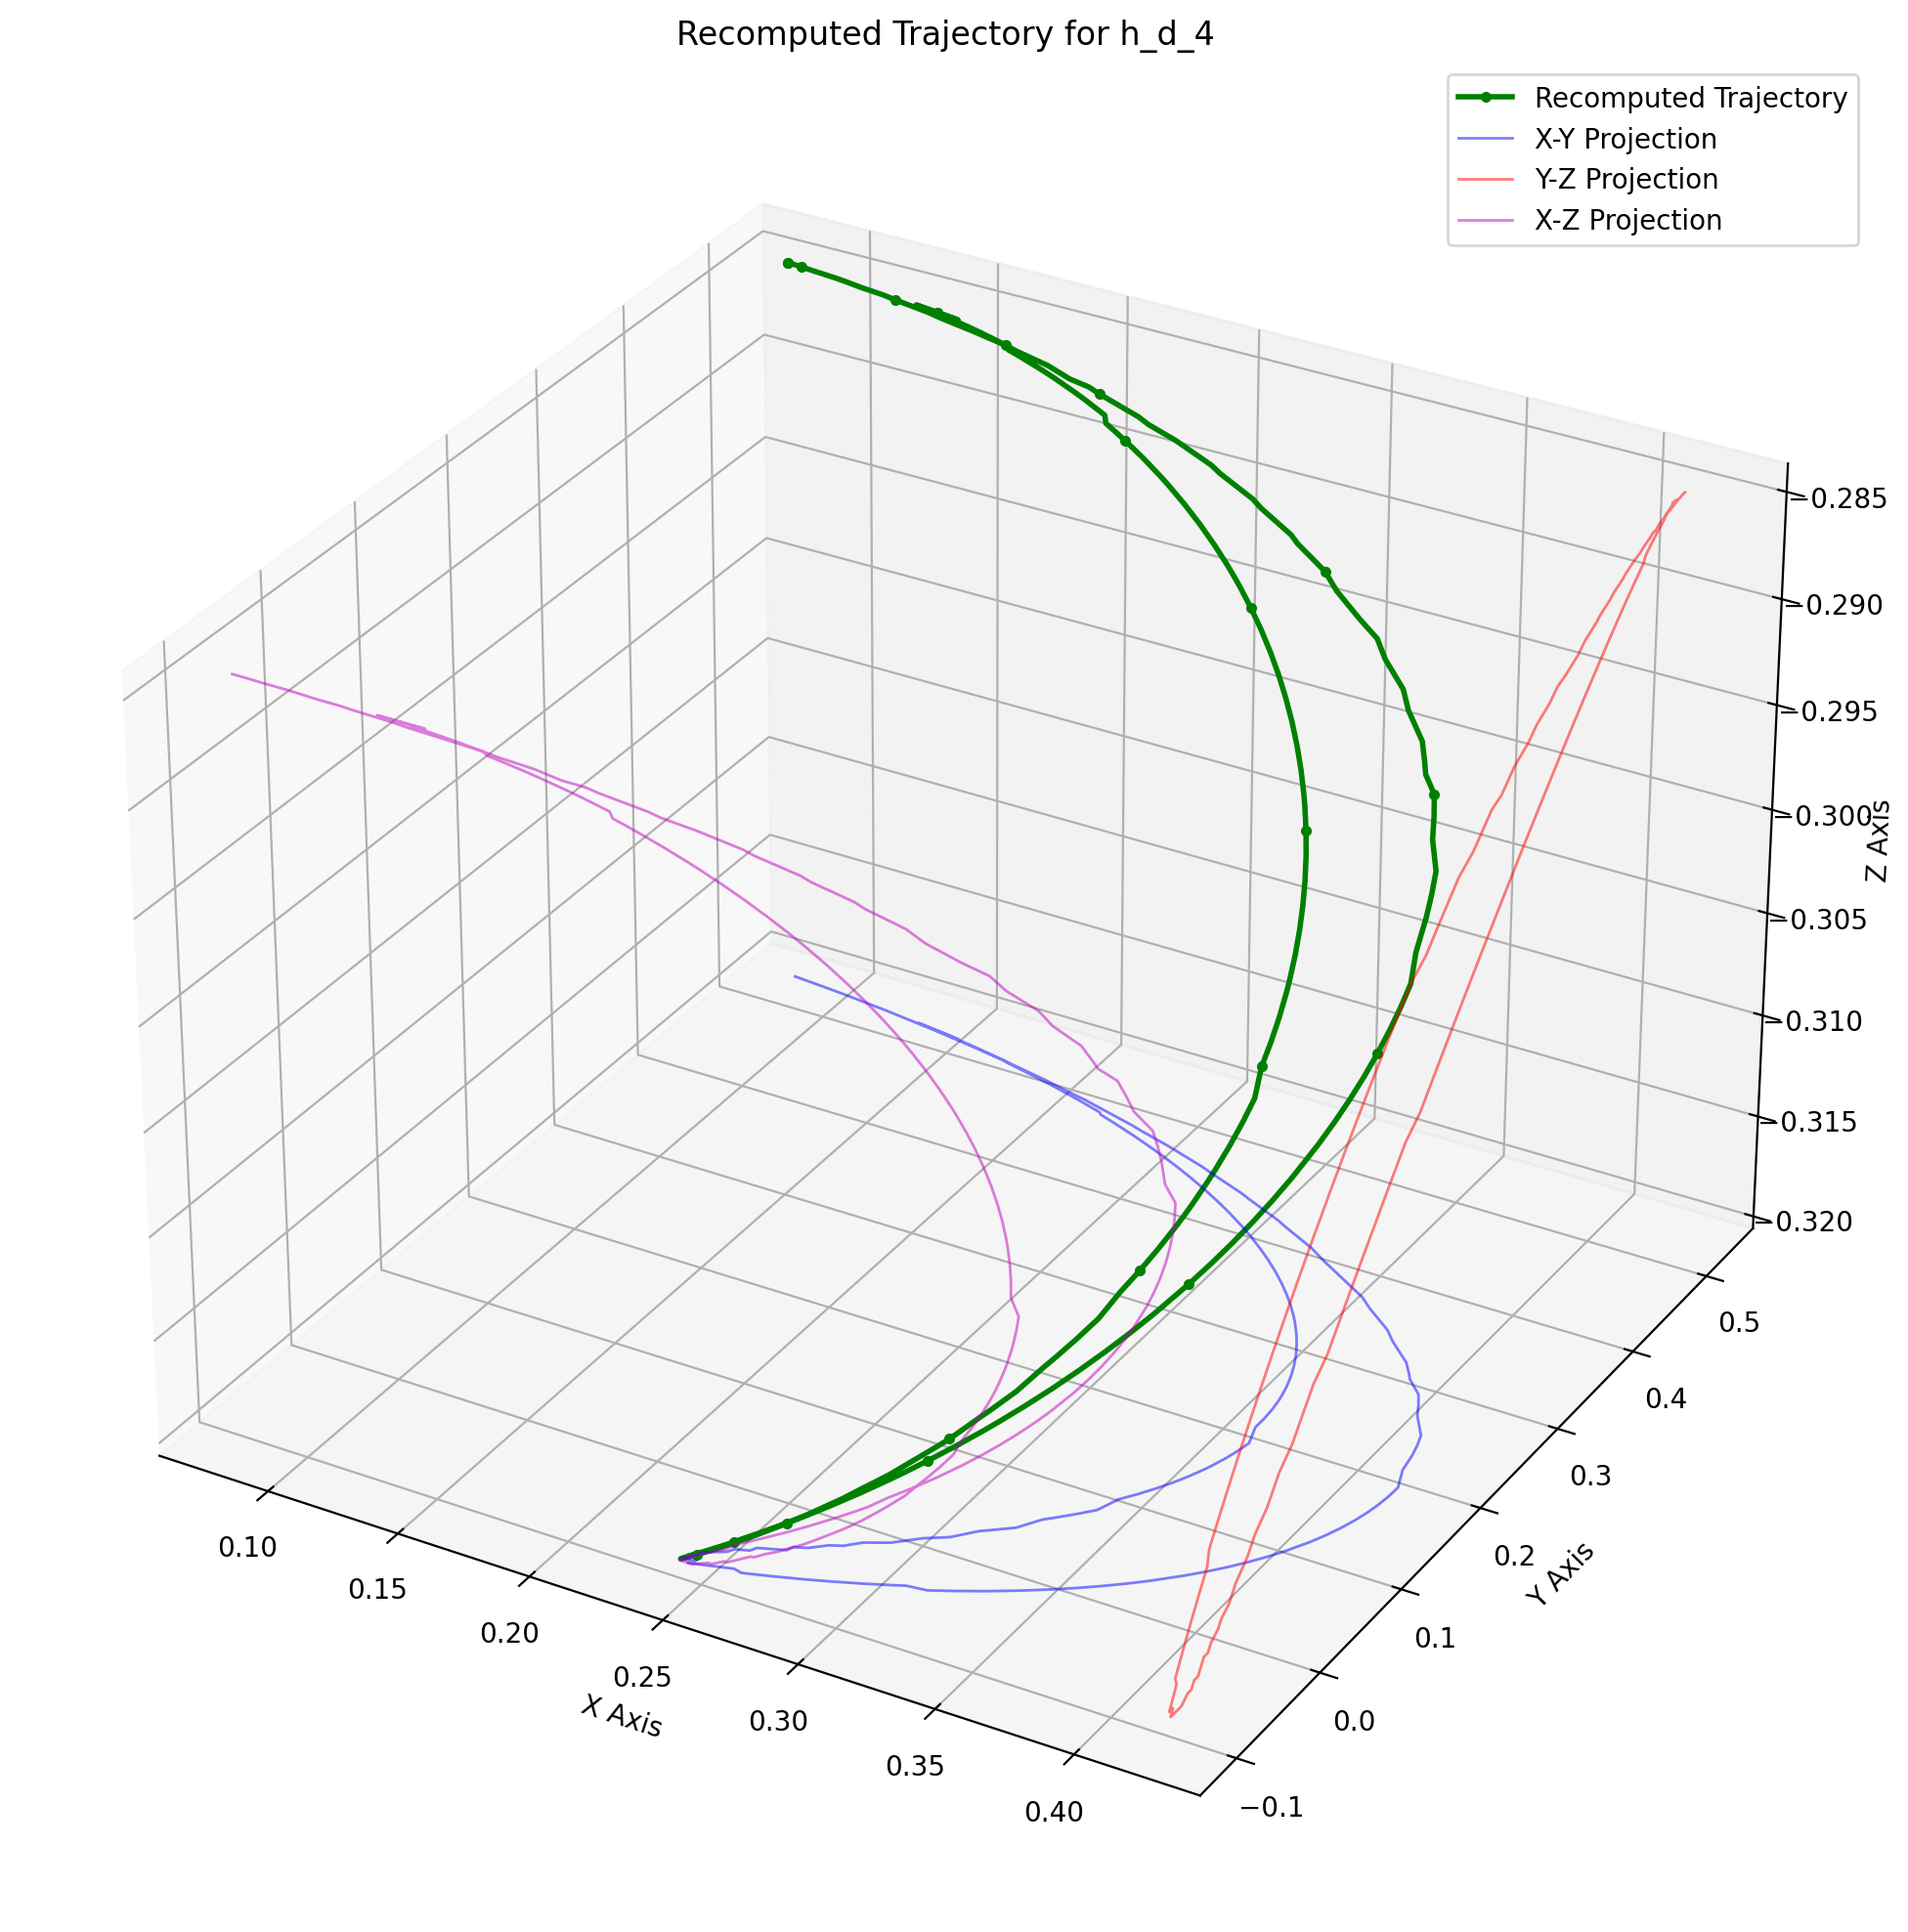 Recomputed Trajectory for h_d_4
Recomputed Trajectory
X-Y Projection
Y-Z Projection
X-Z Projection
−0.285
−0.290
−0.295
−0.300
−0.305
−0.310
−0.315
−0.320
Z Axis
0.5
0.4
0.3
0.2
0.1
0.0
−0.1
Y Axis
0.10
0.15
0.20
0.25
0.30
0.35
0.40
X Axis